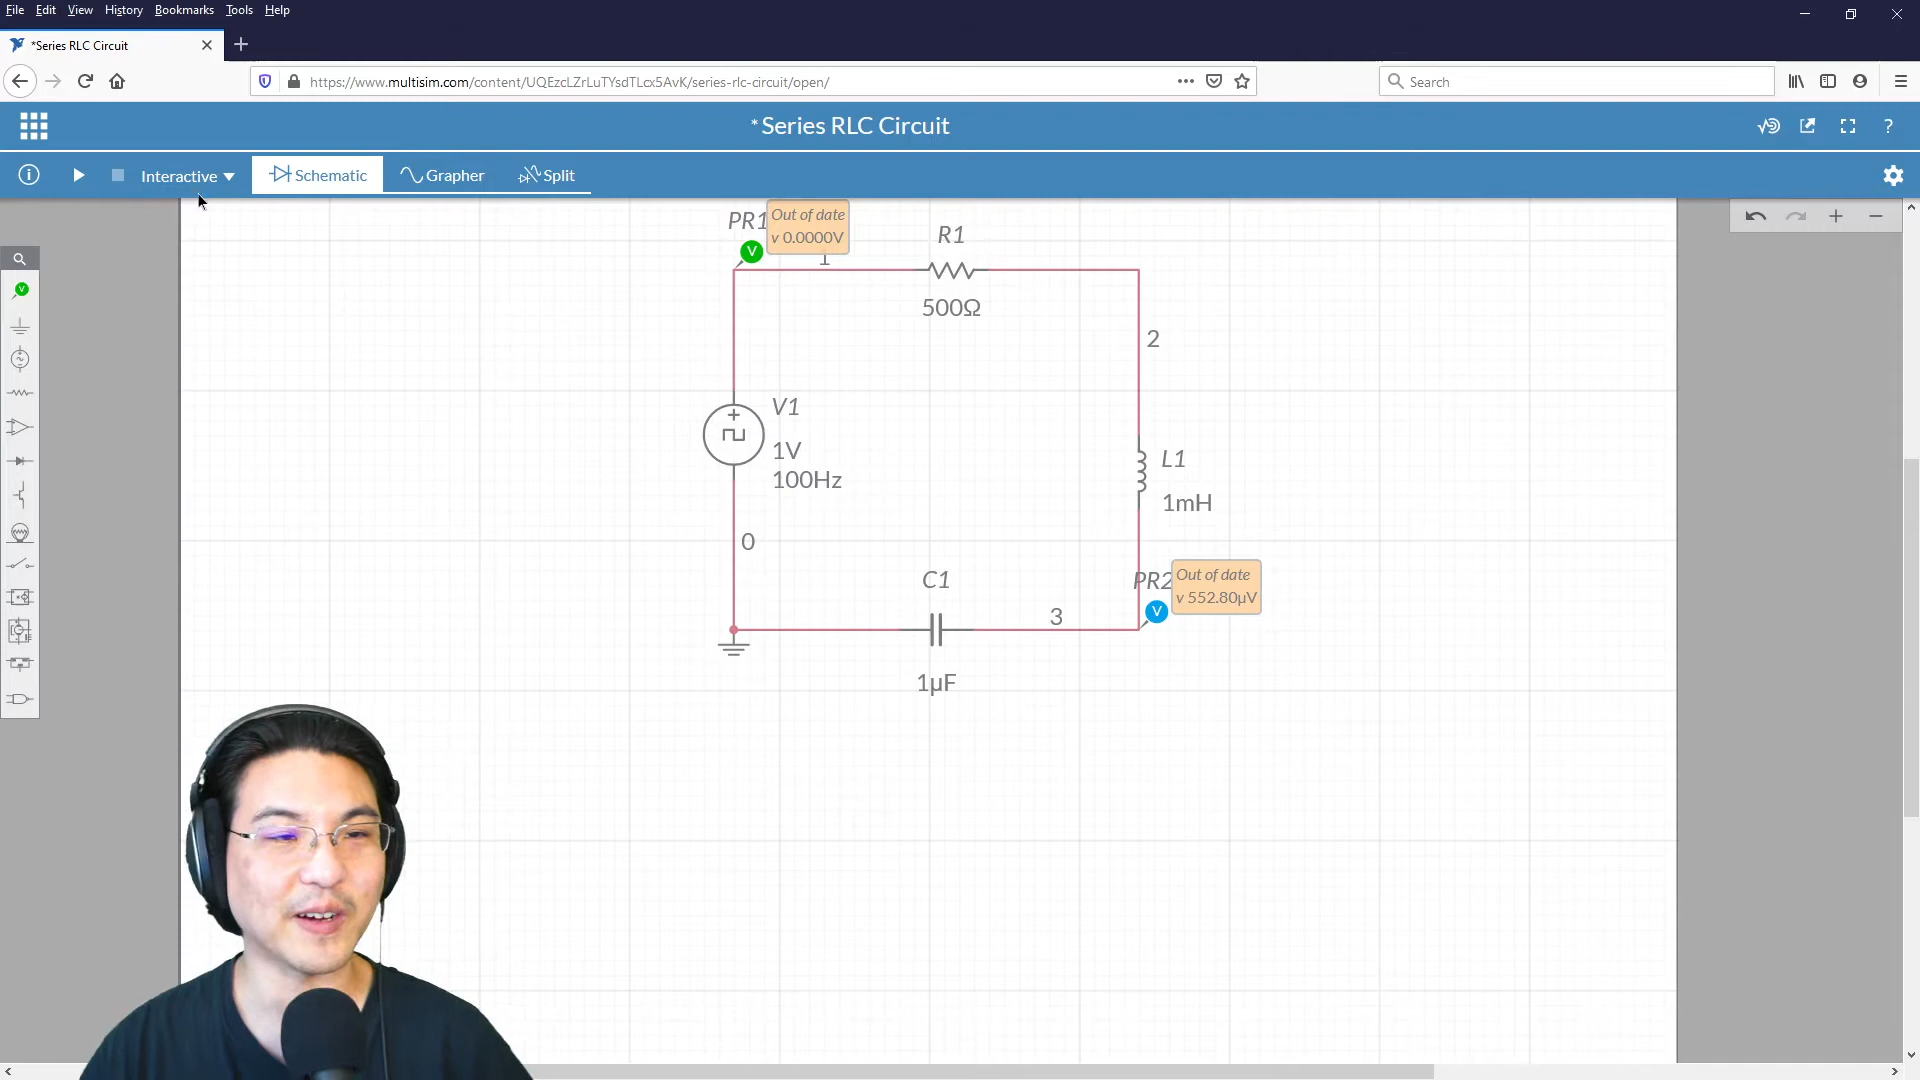 File Edit View History Bookmarks Tools Help
*Series RLC Circuit
https://www.multisim.com/content/UQEzcLZrLuTYsdTLcx5AvK/series-rlc-circuit/open/
Search
*Series RLC Circuit
?
Interactive
Schematic
Grapher
Split
PR1
Out of date
v 0.0000V
V
1
R1
500Ω
2
V1
1V
100Hz
L1
1mH
0
C1
3
1µF
PR2
Out of date
v 552.80µV
V
V